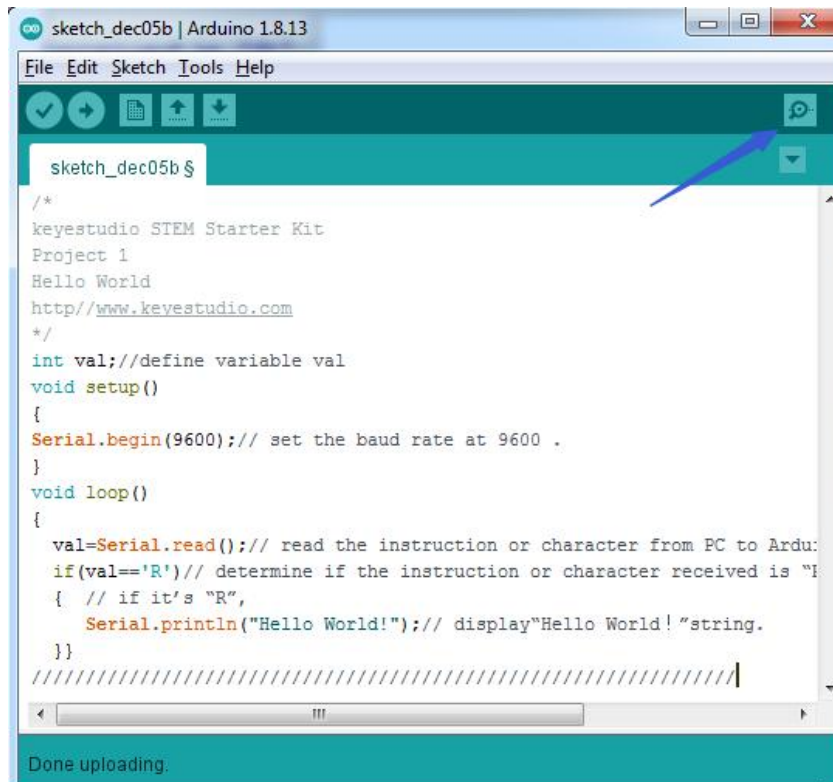 sketch_dec05b | Arduino 1.8.13
File Edit Sketch Tools Help
sketch_dec05b §
/*
keyestudio STEM Starter Kit
Project 1
Hello World
http//www.keyestudio.com
*/
int val;//define variable val
void setup()
{
Serial.begin(9600);// set the baud rate at 9600 .
}
void loop()
{
val=Serial.read();// read the instruction or character from PC to Ardu
if(val=='R')// determine if the instruction or character received is “
{ // if it’s “R”,
Serial.println("Hello World!");// display“Hello World！”string.
}}
/////////////////////////////////////////////////////////////////
Done uploading.